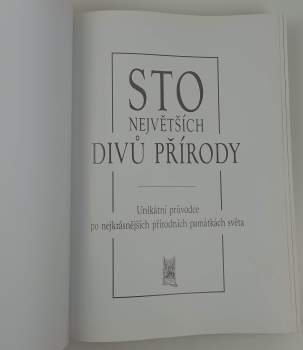 STO
NEJVĚTŠÍCH
DIVŮ PŘÍRODY
Unikátní průvodce
po nejkrásnějších přírodních památkách světa